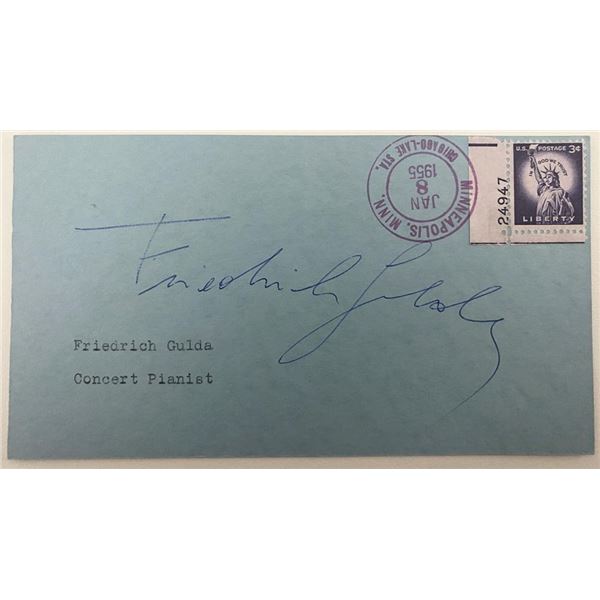 U.S. POSTAGE 3¢
IN GOD WE TRUST
LIBERTY
24947
MINNEAPOLIS, MINN.
JAN
8
1955
CHICAGO-LAKE STA.
Friedrich Gulda
Friedrich Gulda
Concert Pianist